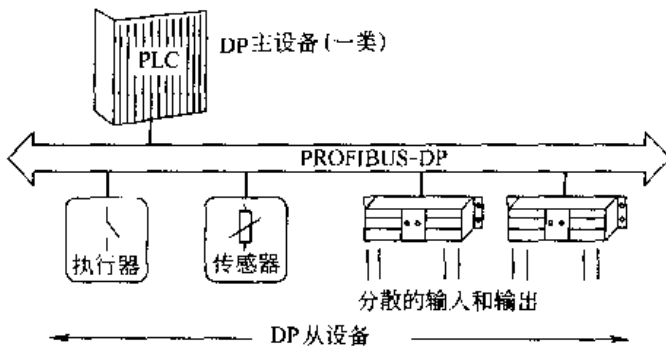 PLC
DP主设备(一类)
PROFIBUS-DP
执行器
传感器
分散的输入和输出
DP从设备